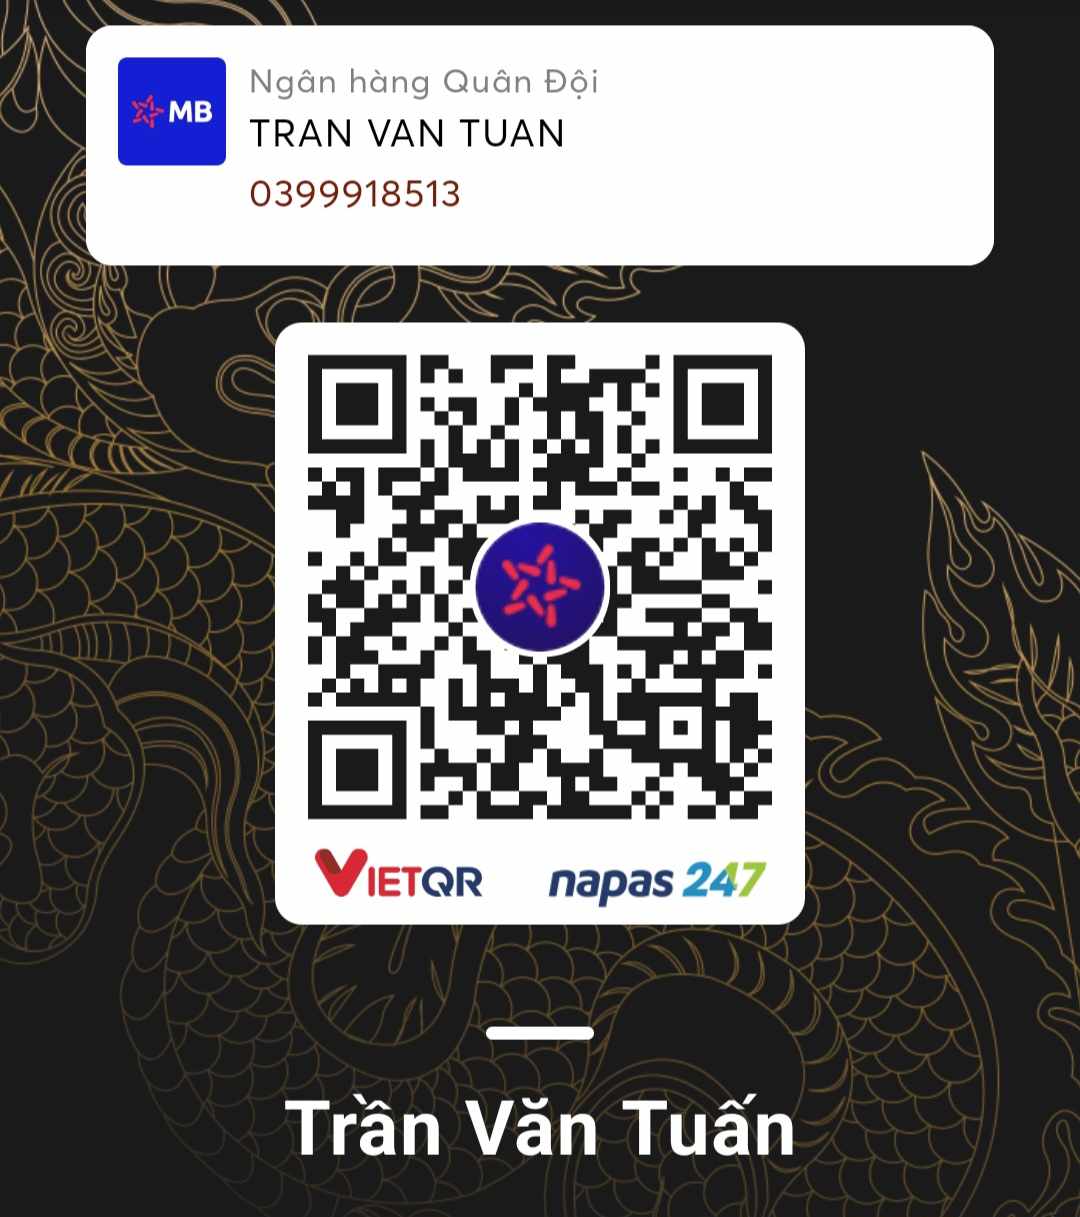 MB
Ngân hàng Quân Đội
TRAN VAN TUAN
0399918513
VIETQR
napas 247
Trần Văn Tuấn